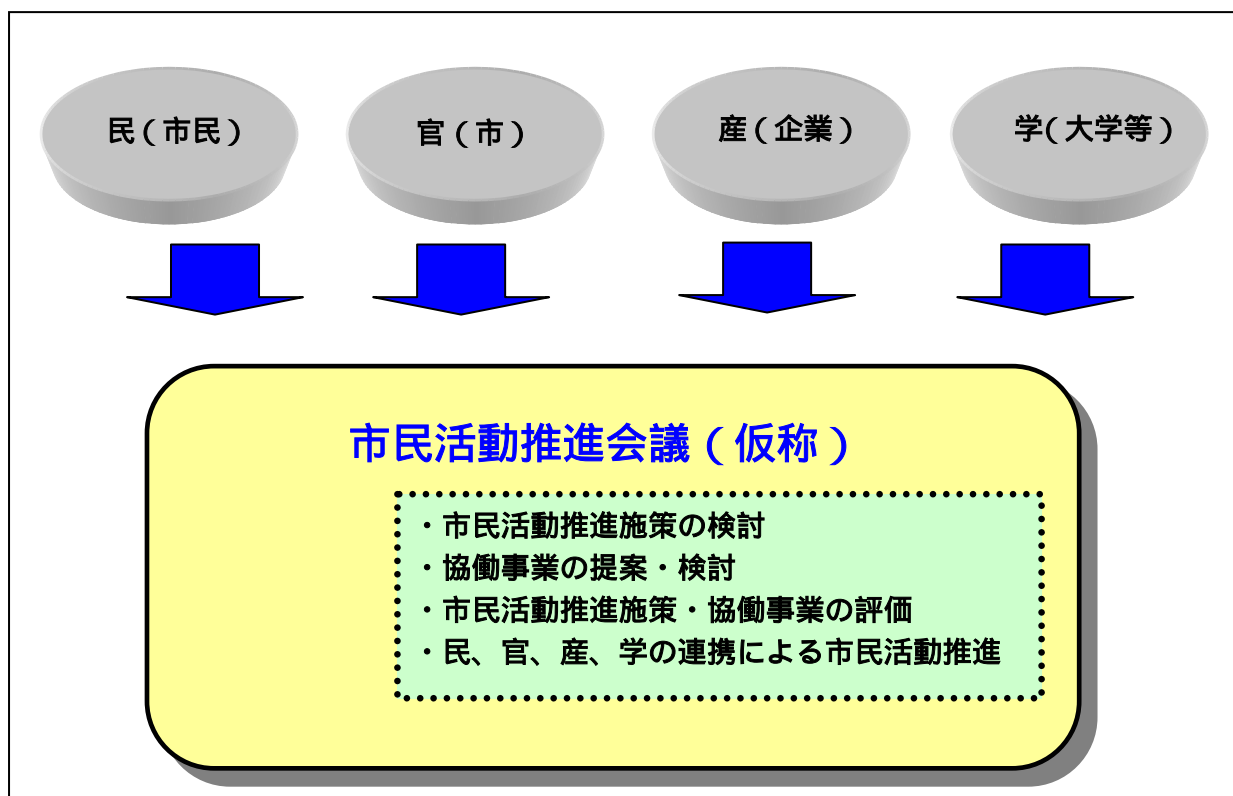 民（市民）
官（市）
産（企業）
学（大学等）
市民活動推進会議（仮称）
・市民活動推進施策の検討
・協働事業の提案・検討
・市民活動推進施策・協働事業の評価
・民、官、産、学の連携による市民活動推進